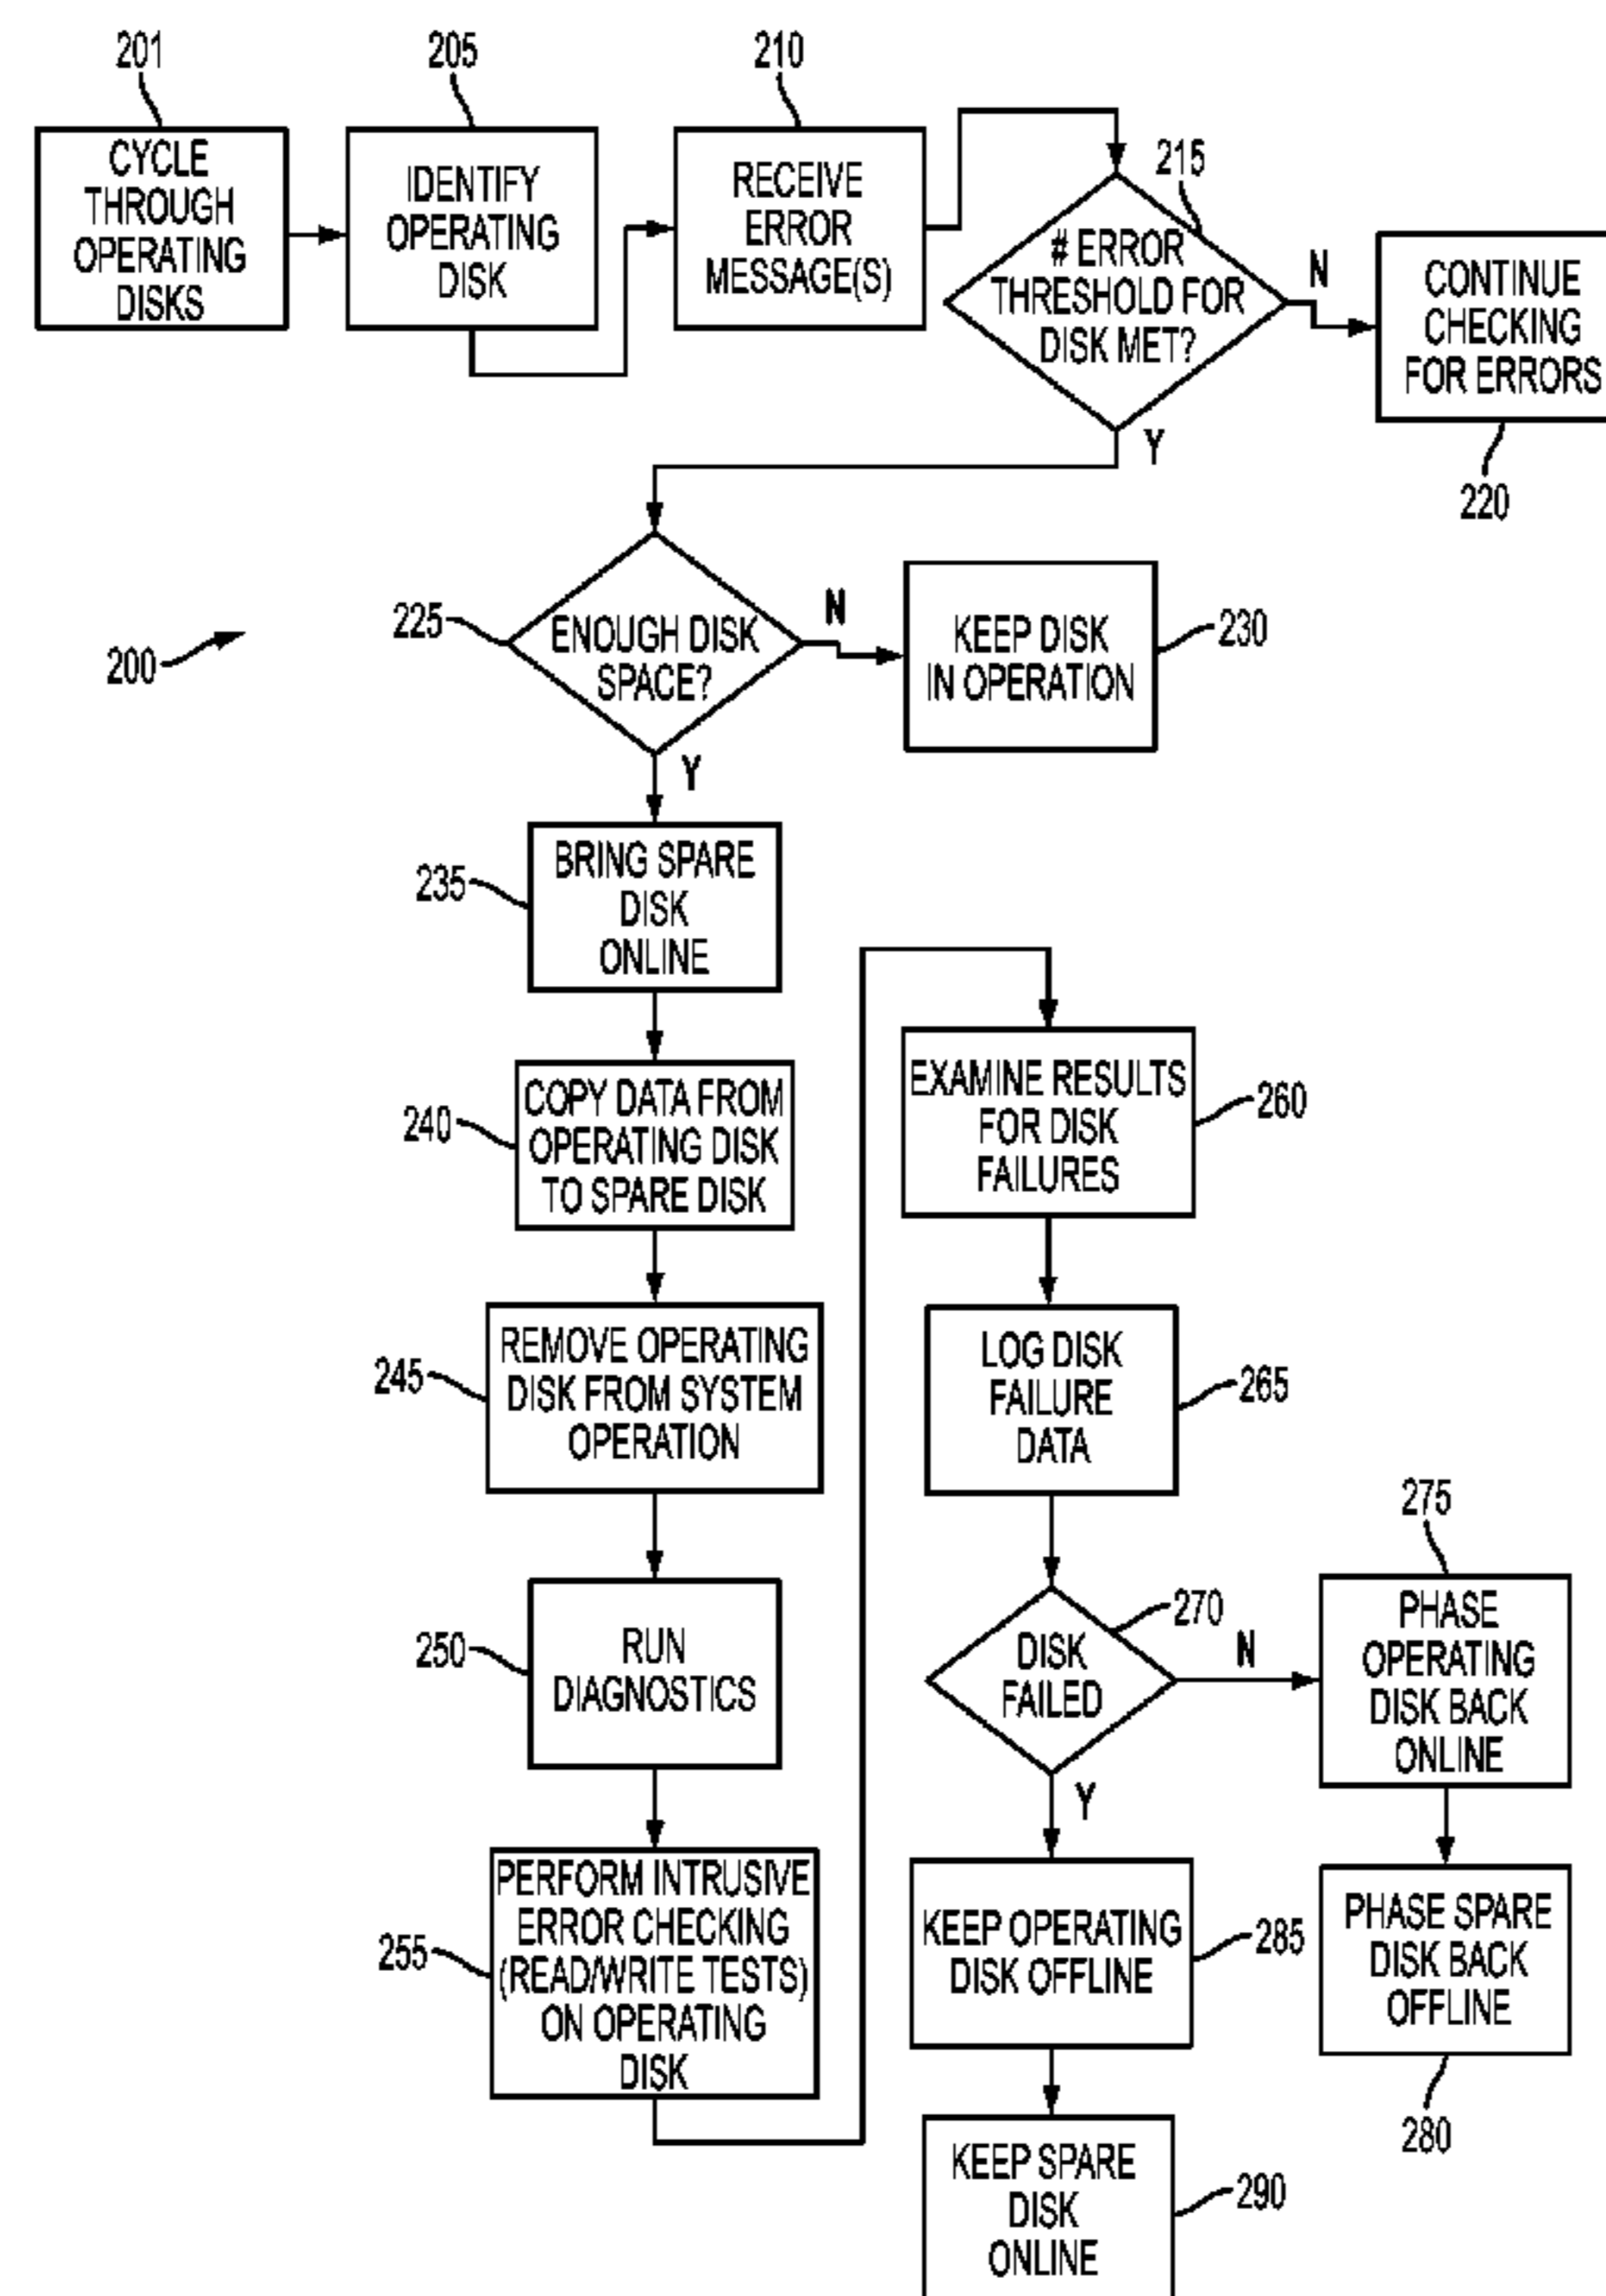 201
CYCLE
THROUGH
OPERATING
DISKS
205
IDENTIFY
OPERATING
DISK
210
RECEIVE
ERROR
MESSAGE(S)
215
# ERROR
THRESHOLD FOR
DISK MET?
N
Y
CONTINUE
CHECKING
FOR ERRORS
220
200
225
ENOUGH DISK
SPACE?
N
Y
KEEP DISK
IN OPERATION
230
235
BRING SPARE
DISK
ONLINE
240
COPY DATA FROM
OPERATING DISK
TO SPARE DISK
245
REMOVE OPERATING
DISK FROM SYSTEM
OPERATION
250
RUN
DIAGNOSTICS
255
PERFORM INTRUSIVE
ERROR CHECKING
(READ/WRITE TESTS)
ON OPERATING
DISK
EXAMINE RESULTS
FOR DISK
FAILURES
260
LOG DISK
FAILURE
DATA
265
270
DISK
FAILED
N
Y
275
PHASE
OPERATING
DISK BACK
ONLINE
PHASE SPARE
DISK BACK
OFFLINE
280
KEEP OPERATING
DISK OFFLINE
285
KEEP SPARE
DISK
ONLINE
290